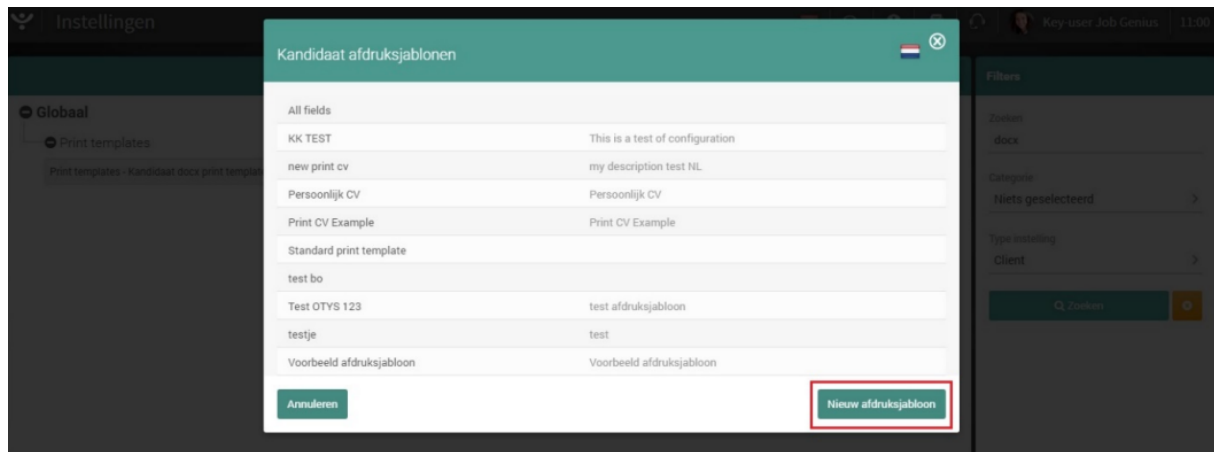 Instellingen
Key-user Job Genius 11:00
Kandidaat afdruksjablonen
Filters
Globaal
Print templates
Print templates - Kandidaat docx print templat
All fields
KK TEST This is a test of configuration
new print cv my description test NL
Persoonlijk CV Persoonlijk CV
Print CV Example Print CV Example
Standard print template
test bo
Test OTYS 123 test afdruksjabloon
testje test
Voorbeeld afdruksjabloon Voorbeeld afdruksjabloon
Annuleren Nieuw afdruksjabloon
Zoeken
docx
Categorie
Niets geselecteerd
Type instelling
Client
Zoeken